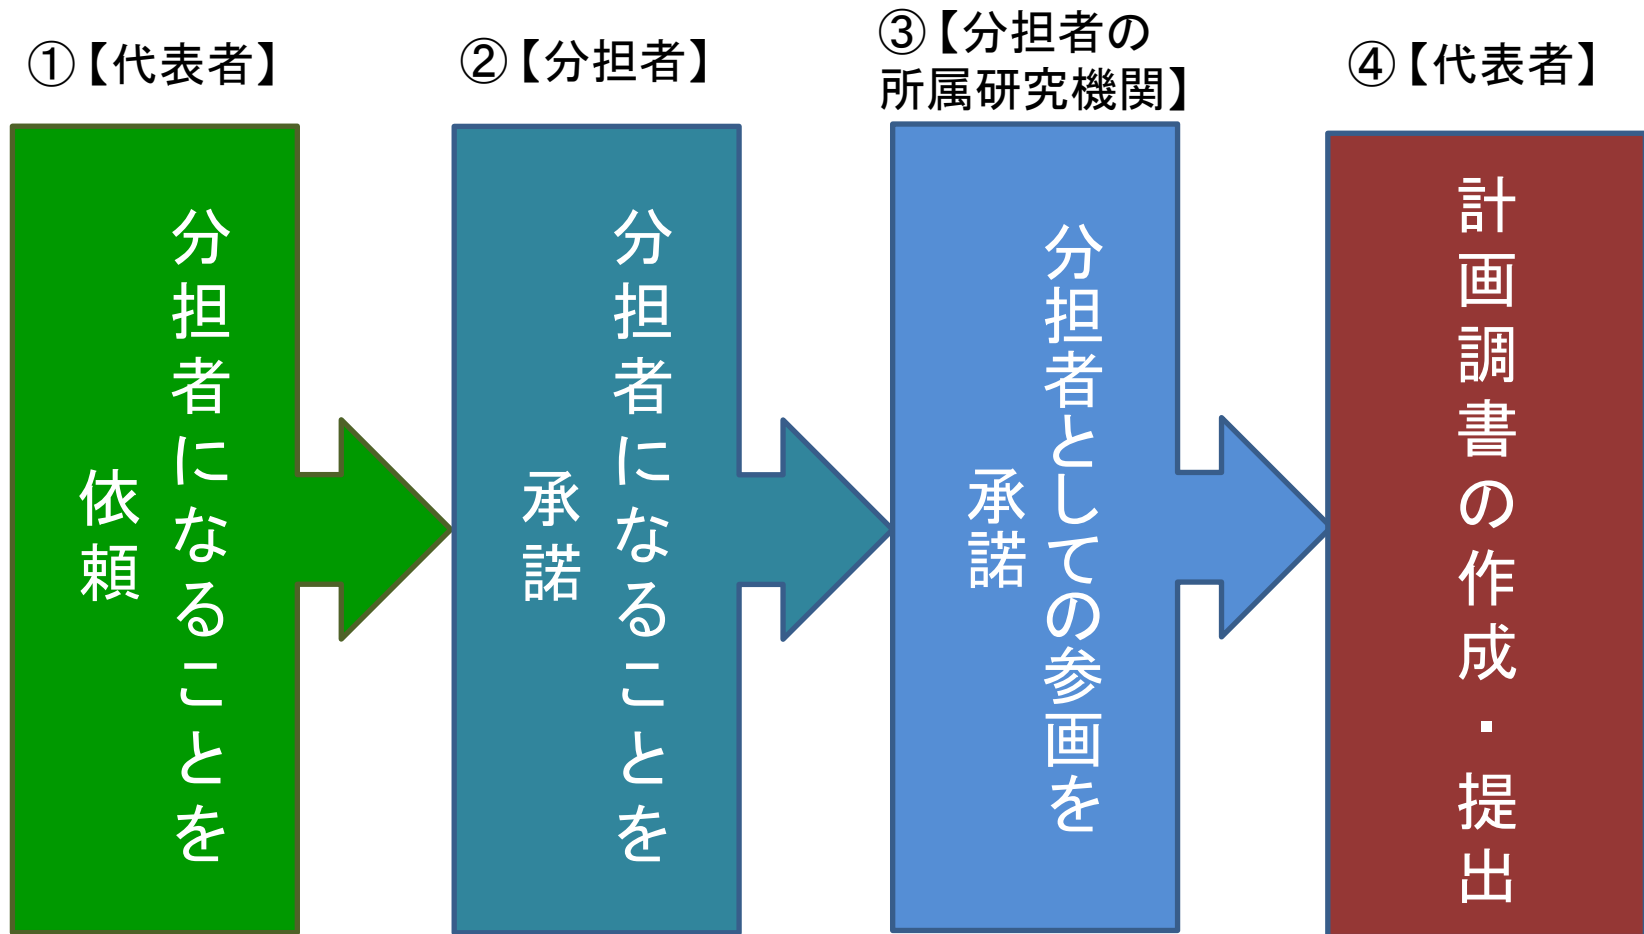 ①【代表者】
分担者になることを
依頼
②【分担者】
分担者になることを
承諾
③【分担者の
所属研究機関】
分担者としての参画を
承諾
④【代表者】
計画調書の作成・提出